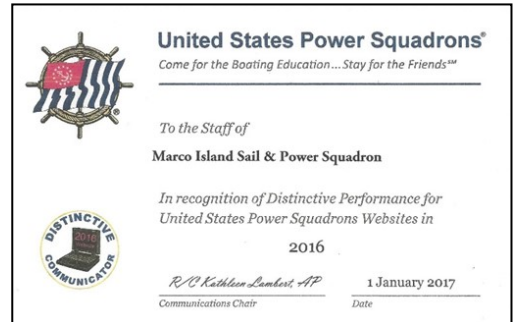 United States Power Squadrons®
Come for the Boating Education...Stay for the Friends℠
To the Staff of
Marco Island Sail & Power Squadron
In recognition of Distinctive Performance for
United States Power Squadrons Websites in
2016
R/C Kathleen Lambert, AP
1 January 2017
Communications Chair
Date
DISTINCTIVE
2016
COMMUNICATOR
®